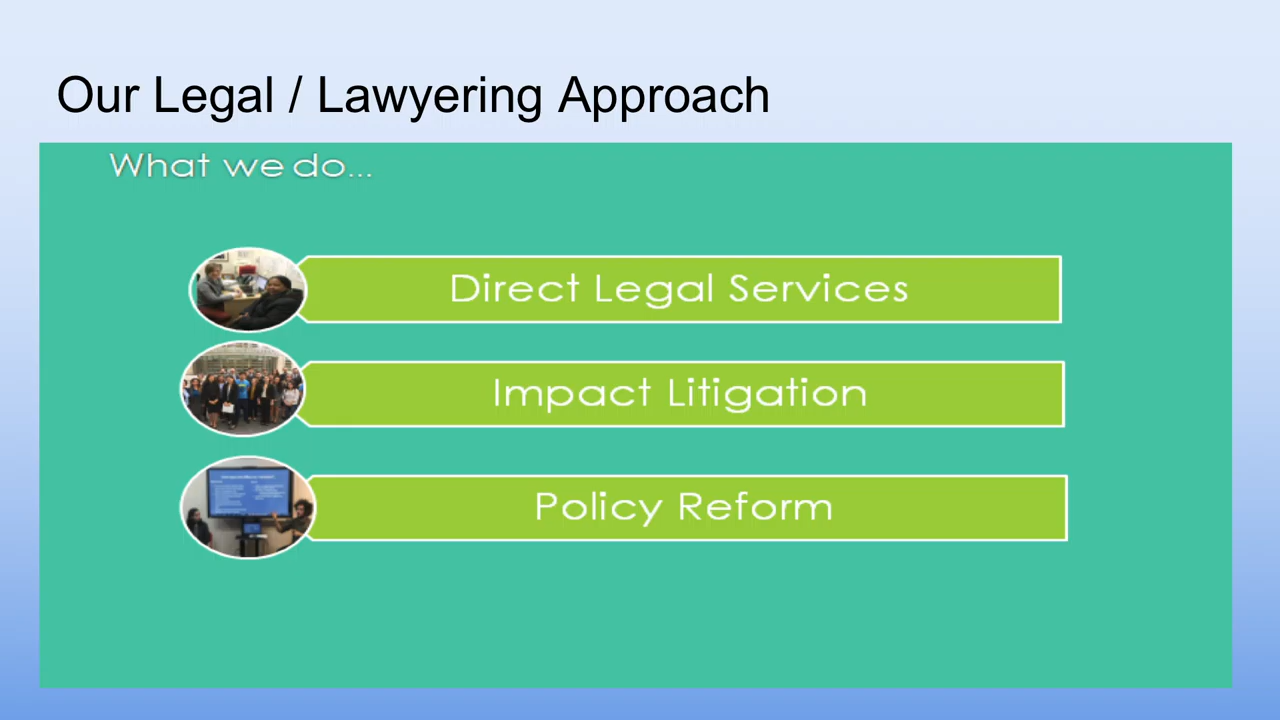 Our Legal / Lawyering Approach
What we do...
Direct Legal Services
Impact Litigation
Policy Reform